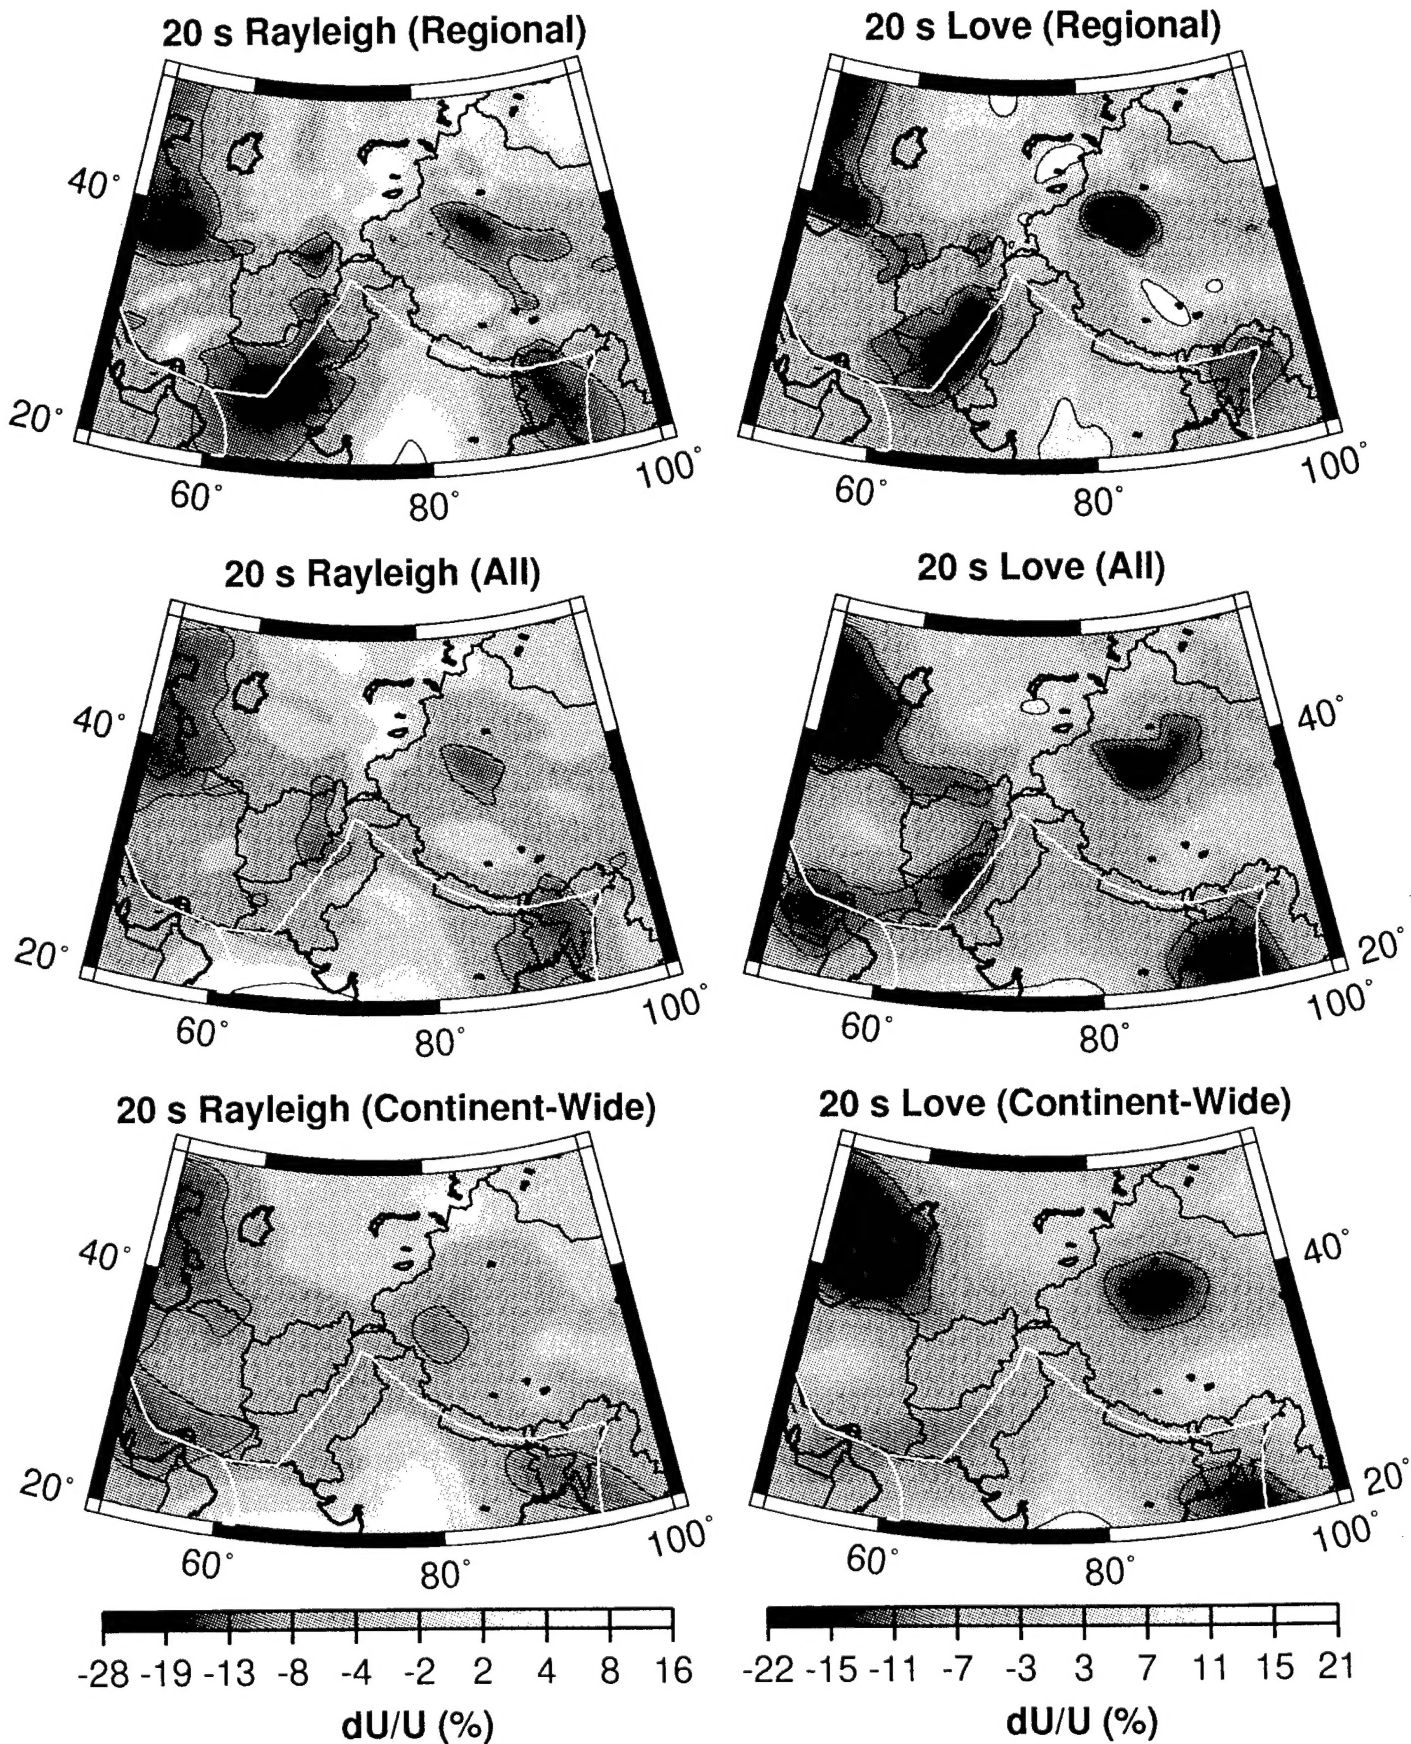 20 s Rayleigh (Regional)
20 s Love (Regional)
40°
20°
60°
80°
100°
60°
80°
100°
20 s Rayleigh (All)
20 s Love (All)
40°
40°
20°
20°
60°
80°
100°
60°
80°
100°
20 s Rayleigh (Continent-Wide)
20 s Love (Continent-Wide)
40°
40°
20°
20°
60°
80°
100°
60°
80°
100°
-28 -19 -13 -8 -4 -2 2 4 8 16
-22 -15 -11 -7 -3 3 7 11 15 21
dU/U (%)
dU/U (%)